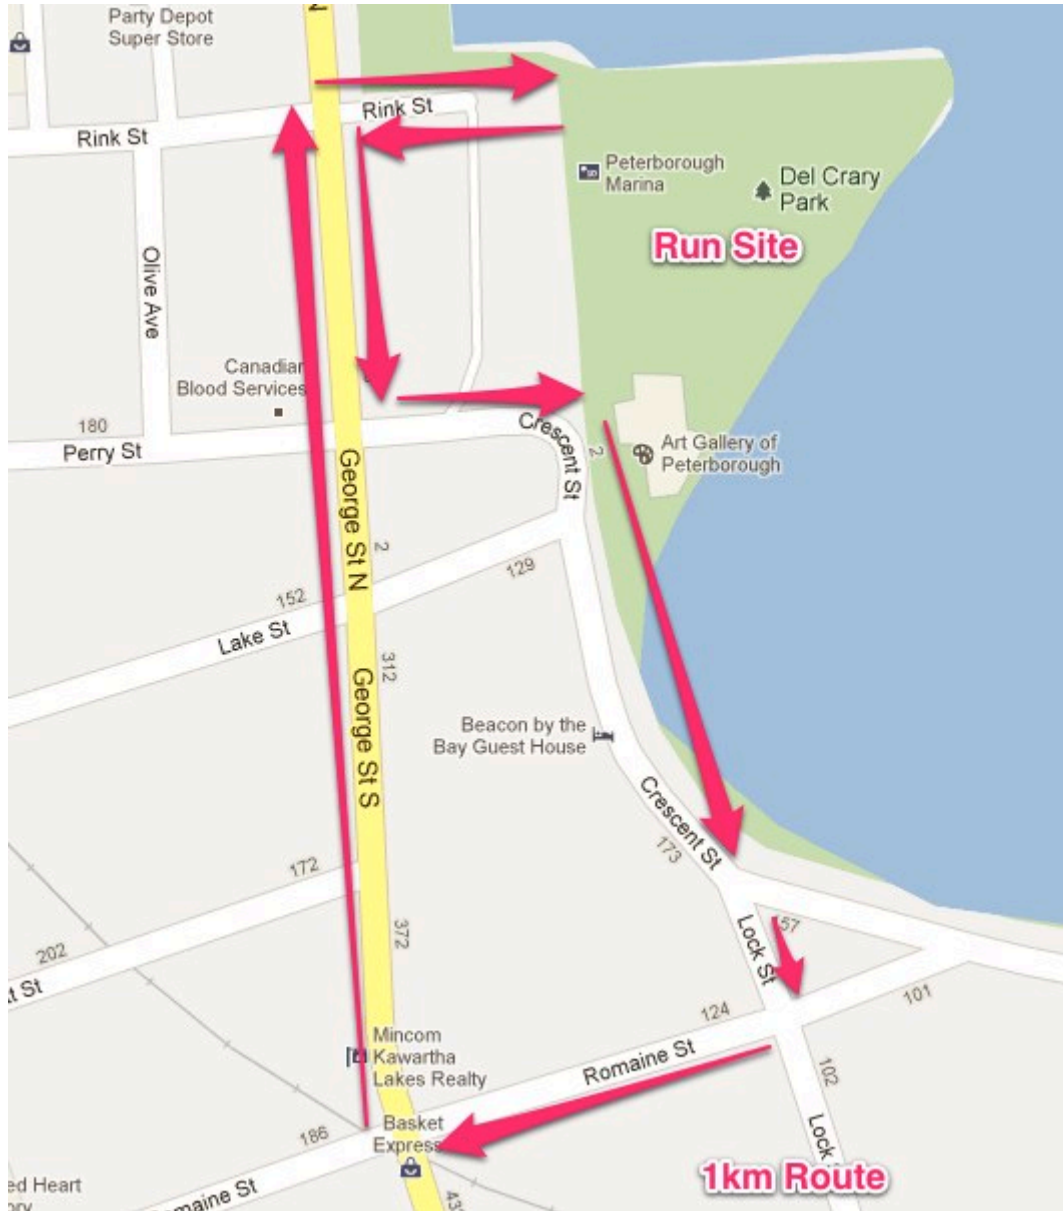 N
Party Depot
Super Store
Rink St
Rink St
Peterborough
Marina
Del Crary
Park
Run Site
Olive Ave
Canadian
Blood Services
180
Perry St
Crescent St
2
Art Gallery of
Peterborough
George St N
2
129
152
Lake St
312
George St S
Beacon by the
Bay Guest House
Crescent St
173
172
372
202
t St
Lock St
57
101
124
Mincom
Kawartha
Lakes Realty
Romaine St
102
186
Basket
Express
Lock
1km Route
ed Heart
maine St